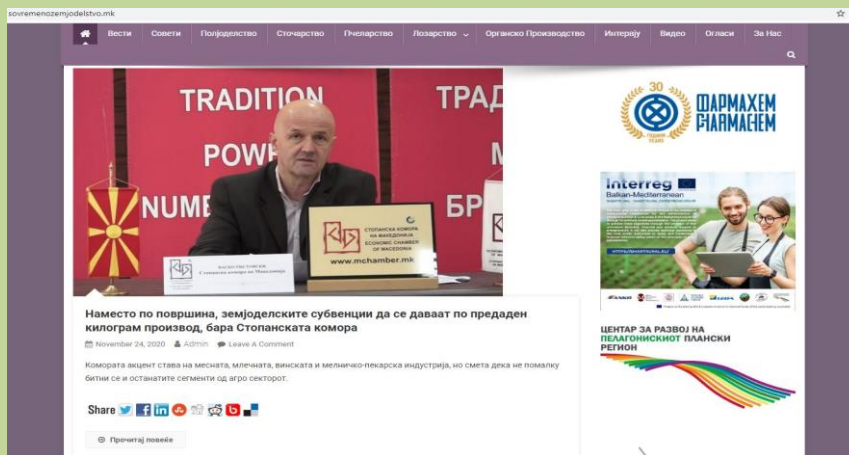 sovremenozemjodelstvo.mk
Вести Совети Полјоделство Сточарство Пчеларство Лозарство Органско Производство Интервју Видео Огласи За Нас
TRADITION
POW
NUM
ТРАД
М
БР
СТОПАНСКА КОМОРА
НА МАКЕДОНИЈА
ECONOMIC CHAMBER
OF MACEDONIA
www.mchamber.mk
Стопанска комора на Македонија
Наместо по површина, земјоделските субвенции да се даваат по предаден
килограм производ, бара Стопанската комора
November 24, 2020 Admin Leave A Comment
Комората акцент става на месната, млечната, винската и мелничко-пекарска индустрија, но смета дека не помалку
битни се и останатите сегменти од агро секторот.
Share
Прочитај повеќе
30
ГОДИНИ
YEARS
ФАРМАХЕМ
FARMAHEM
Interreg
Balkan-Mediterranean
ЦЕНТАР ЗА РАЗВОЈ НА
ПЕЛАГОНИСКИОТ ПЛАНСКИ
РЕГИОН